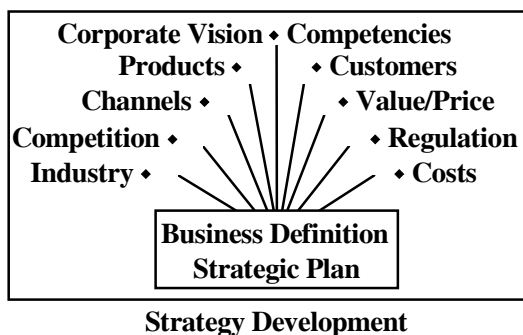 Corporate Vision ◆ Competencies
Products ◆ ◆ Customers
Channels ◆ ◆ Value/Price
Competition ◆ ◆ Regulation
Industry ◆ ◆ Costs
Business Definition
Strategic Plan
Strategy Development